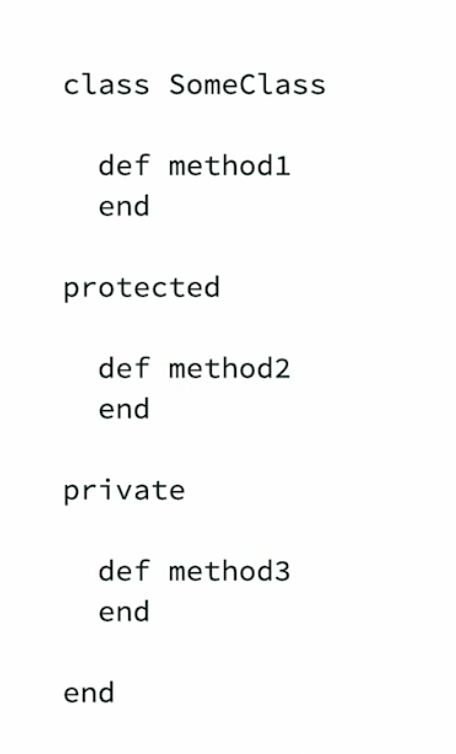 class SomeClass
def method1
end
protected
def method2
end
private
def method3
end
end